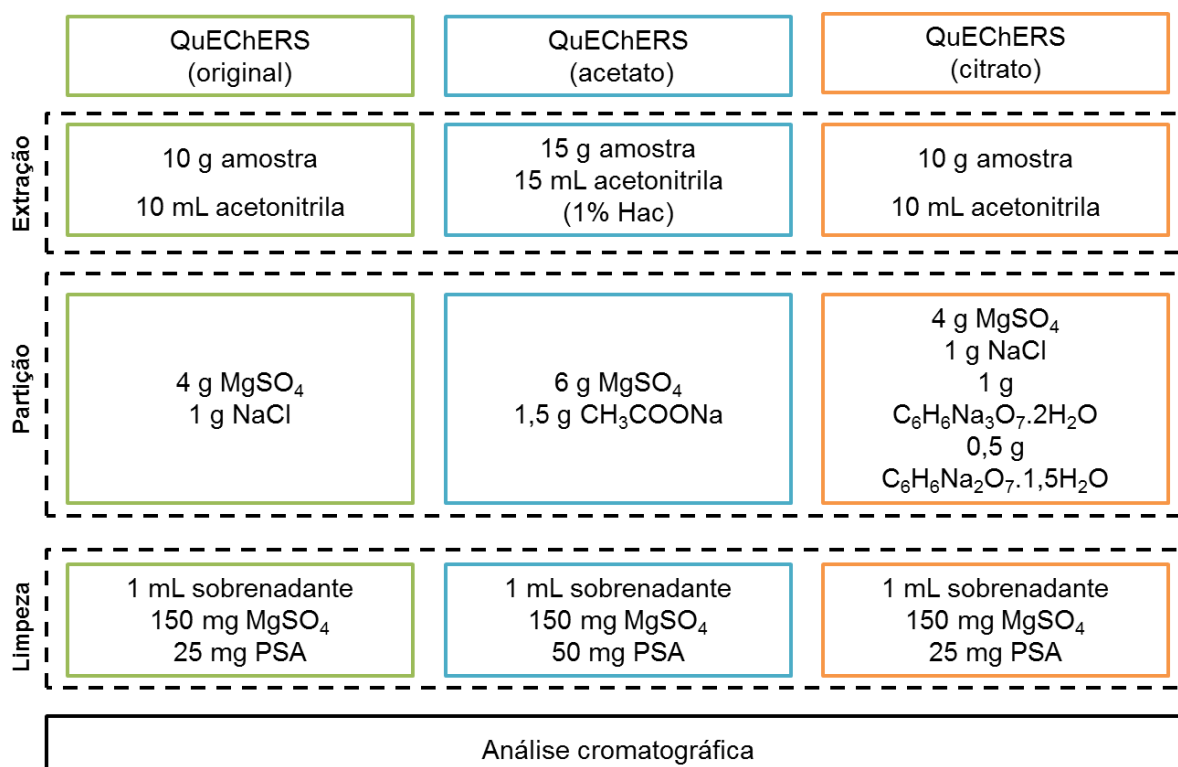 QuEChERS
(original)
QuEChERS
(acetato)
QuEChERS
(citrato)
Extração
10 g amostra
10 mL acetonitrila
15 g amostra
15 mL acetonitrila
(1% Hac)
10 g amostra
10 mL acetonitrila
Partição
4 g MgSO₄
1 g NaCl
6 g MgSO₄
1,5 g CH₃COONa
4 g MgSO₄
1 g NaCl
1 g
C₆H₆Na₃O₇.2H₂O
0,5 g
C₆H₆Na₂O₇.1,5H₂O
Limpeza
1 mL sobrenadante
150 mg MgSO₄
25 mg PSA
1 mL sobrenadante
150 mg MgSO₄
50 mg PSA
1 mL sobrenadante
150 mg MgSO₄
25 mg PSA
Análise cromatográfica